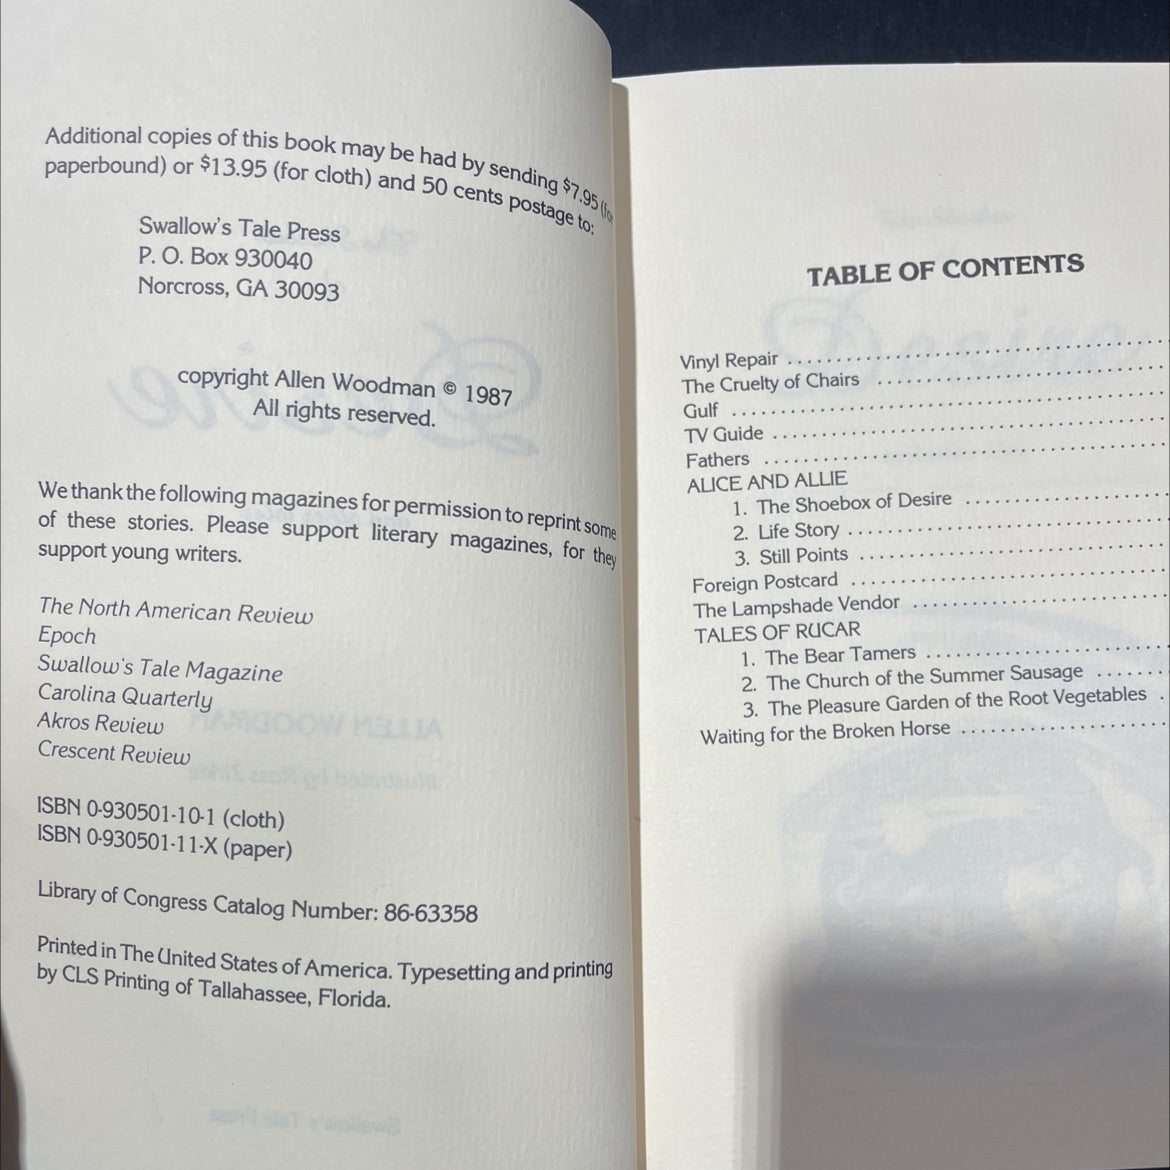 Additional copies of this book may be had by sending $7.95 (for
paperbound) or $13.95 (for cloth) and 50 cents postage to:
Swallow's Tale Press
P. O. Box 930040
Norcross, GA 30093
copyright Allen Woodman © 1987
All rights reserved.
We thank the following magazines for permission to reprint some
of these stories. Please support literary magazines, for they
support young writers.
The North American Review
Epoch
Swallow's Tale Magazine
Carolina Quarterly
Akros Review
Crescent Review
ISBN 0-930501-10-1 (cloth)
ISBN 0-930501-11-X (paper)
Library of Congress Catalog Number: 86-63358
Printed in The United States of America. Typesetting and printing
by CLS Printing of Tallahassee, Florida.
TABLE OF CONTENTS
Vinyl Repair
The Cruelty of Chairs
Gulf
TV Guide
Fathers
ALICE AND ALLIE
1. The Shoebox of Desire
2. Life Story
3. Still Points
Foreign Postcard
The Lampshade Vendor
TALES OF RUCAR
1. The Bear Tamers
2. The Church of the Summer Sausage
3. The Pleasure Garden of the Root Vegetables
Waiting for the Broken Horse